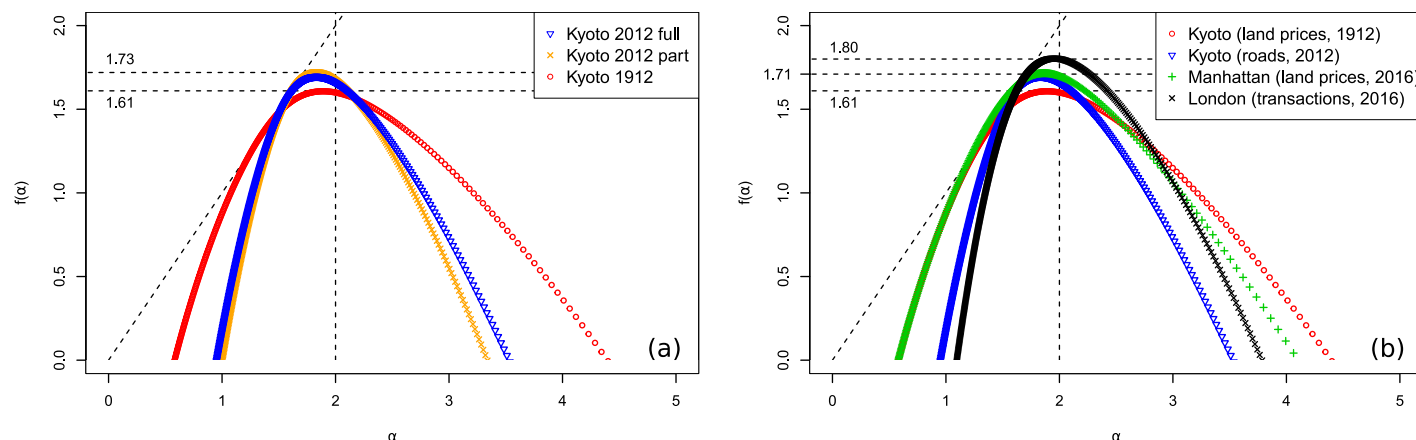 2.0
1.5
1.0
0.5
0.0
f(α)
1.73
1.61
Kyoto 2012 full
Kyoto 2012 part
Kyoto 1912
(a)
0 1 2 3 4 5
α
2.0
1.5
1.0
0.5
0.0
f(α)
1.80
1.71
1.61
Kyoto (land prices, 1912)
Kyoto (roads, 2012)
Manhattan (land prices, 2016)
London (transactions, 2016)
(b)
0 1 2 3 4 5
α